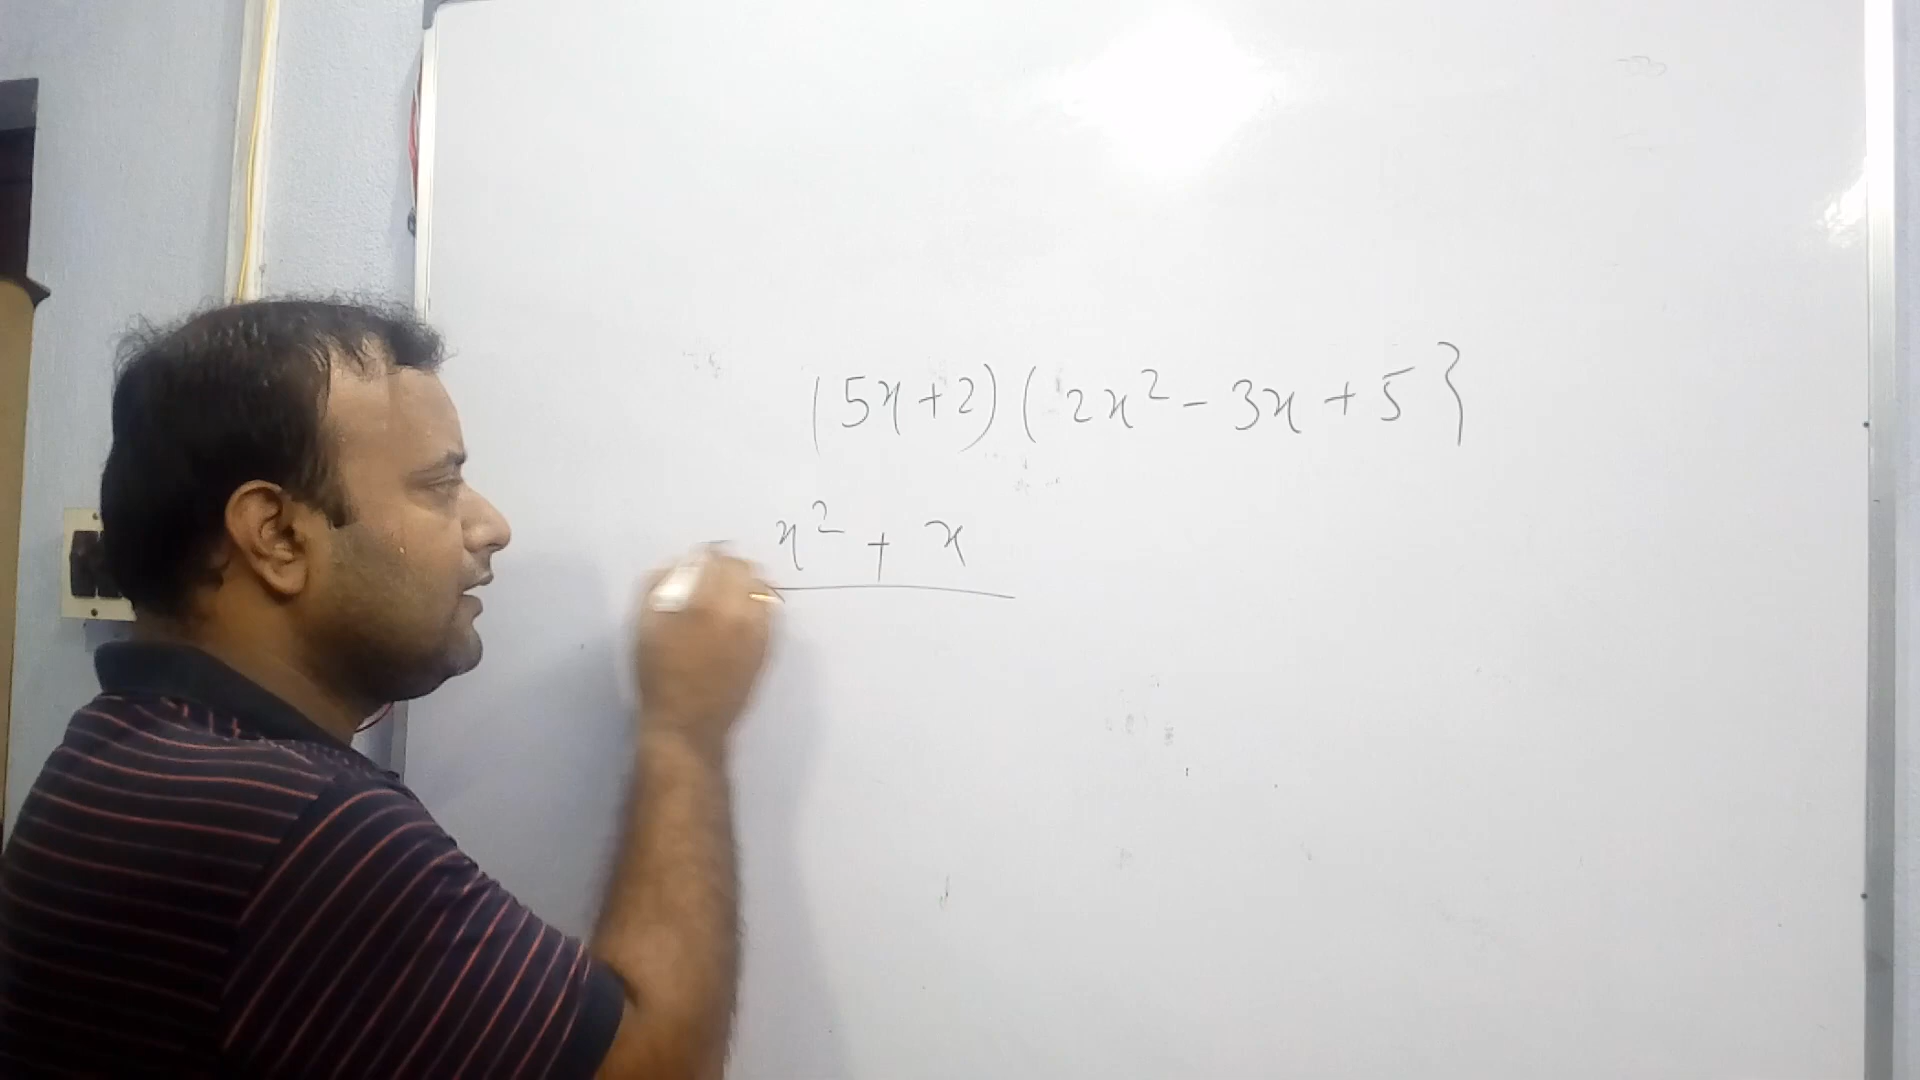 (5x+2)(2x²-3x+5}
x² + x